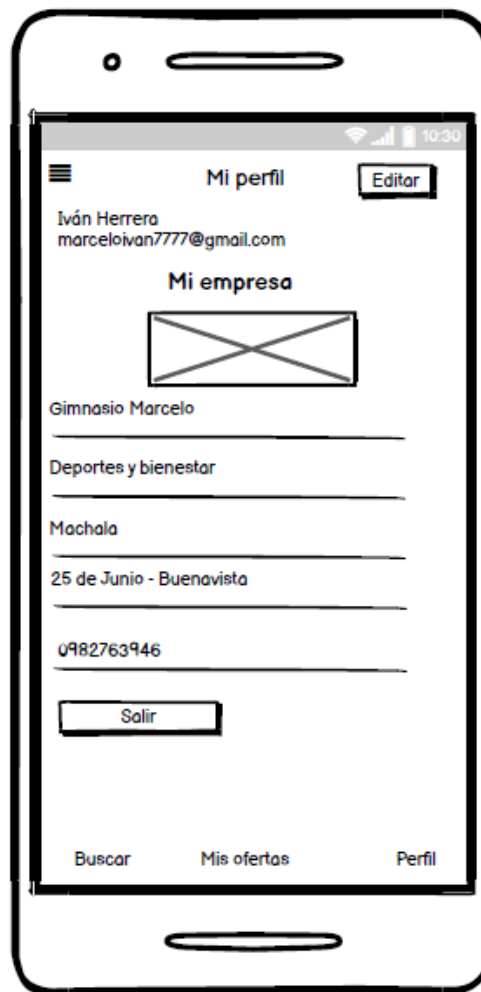 10:30
Mi perfil
Editar
Iván Herrera
marceloivan7777@gmail.com
Mi empresa
Gimnasio Marcelo
Deportes y bienestar
Machala
25 de Junio - Buenavista
0982763946
Salir
Buscar Mis ofertas Perfil